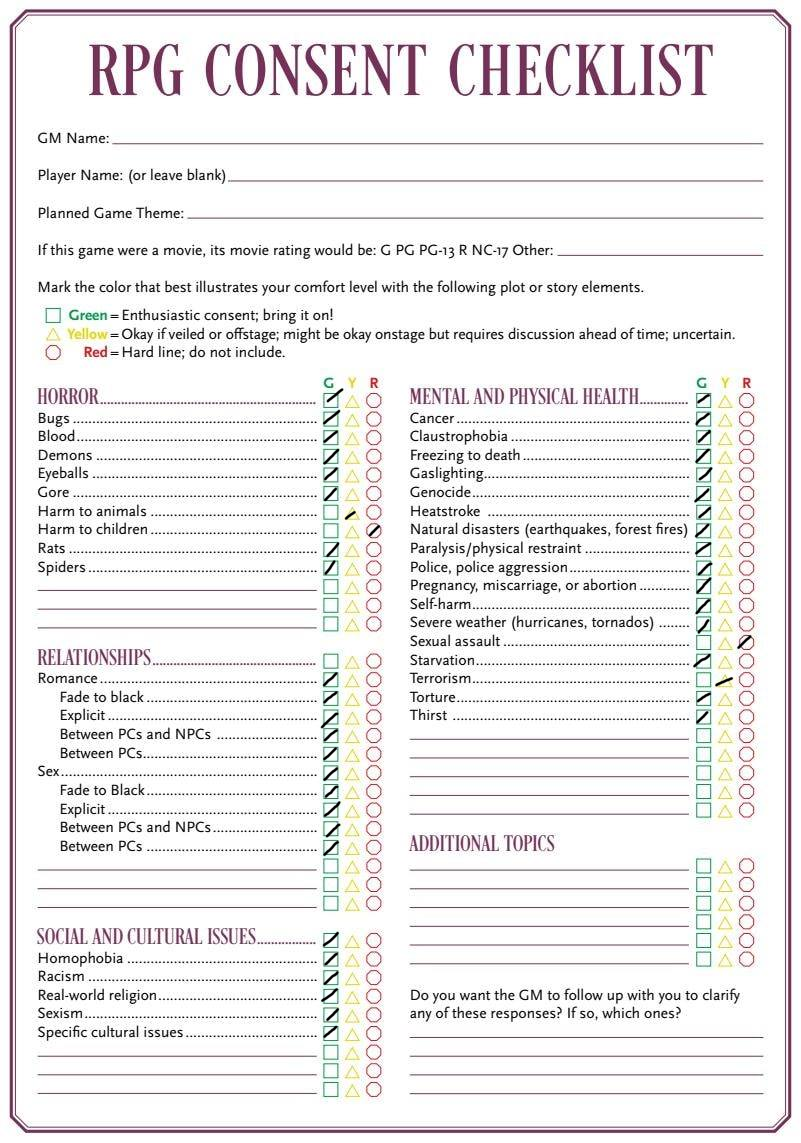 RPG CONSENT CHECKLIST
GM Name:
Player Name: (or leave blank)
Planned Game Theme:
If this game were a movie, its movie rating would be: G PG PG-13 R NC-17 Other:
Mark the color that best illustrates your comfort level with the following plot or story elements.
Green = Enthusiastic consent; bring it on!
Yellow = Okay if veiled or offstage; might be okay onstage but requires discussion ahead of time; uncertain.
Red = Hard line; do not include.
G Y R
HORROR
Bugs
Blood
Demons
Eyeballs
Gore
Harm to animals
Harm to children
Rats
Spiders
RELATIONSHIPS
Romance
Fade to black
Explicit
Between PCs and NPCs
Between PCs
Sex
Fade to Black
Explicit
Between PCs and NPCs
Between PCs
SOCIAL AND CULTURAL ISSUES
Homophobia
Racism
Real-world religion
Sexism
Specific cultural issues
G Y R
MENTAL AND PHYSICAL HEALTH
Cancer
Claustrophobia
Freezing to death
Gaslighting
Genocide
Heatstroke
Natural disasters (earthquakes, forest fires)
Paralysis/physical restraint
Police, police aggression
Pregnancy, miscarriage, or abortion
Self-harm
Severe weather (hurricanes, tornados)
Sexual assault
Starvation
Terrorism
Torture
Thirst
ADDITIONAL TOPICS
Do you want the GM to follow up with you to clarify
any of these responses? If so, which ones?